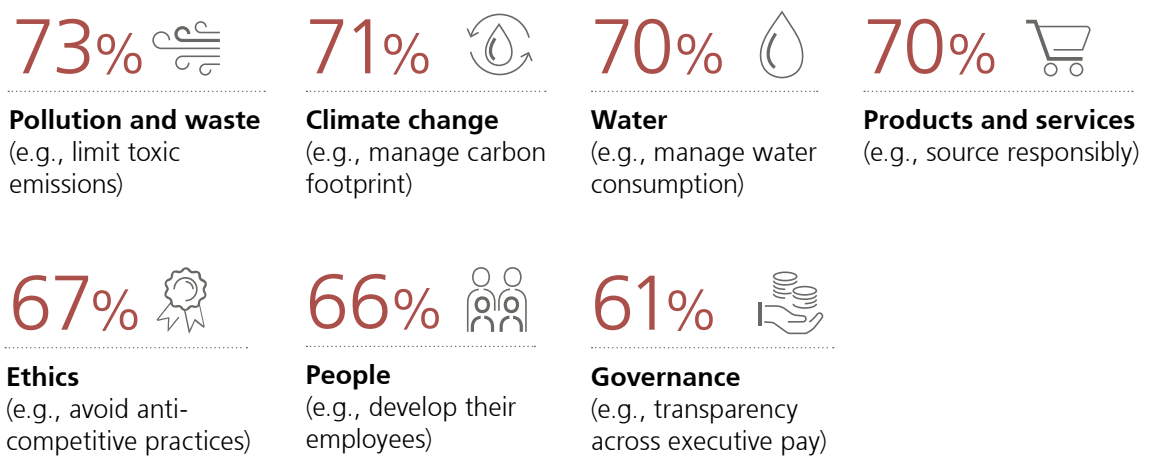 73%
Pollution and waste
(e.g., limit toxic
emissions)
71%
Climate change
(e.g., manage carbon
footprint)
70%
Water
(e.g., manage water
consumption)
70%
Products and services
(e.g., source responsibly)
67%
Ethics
(e.g., avoid anti-
competitive practices)
66%
People
(e.g., develop their
employees)
61%
Governance
(e.g., transparency
across executive pay)